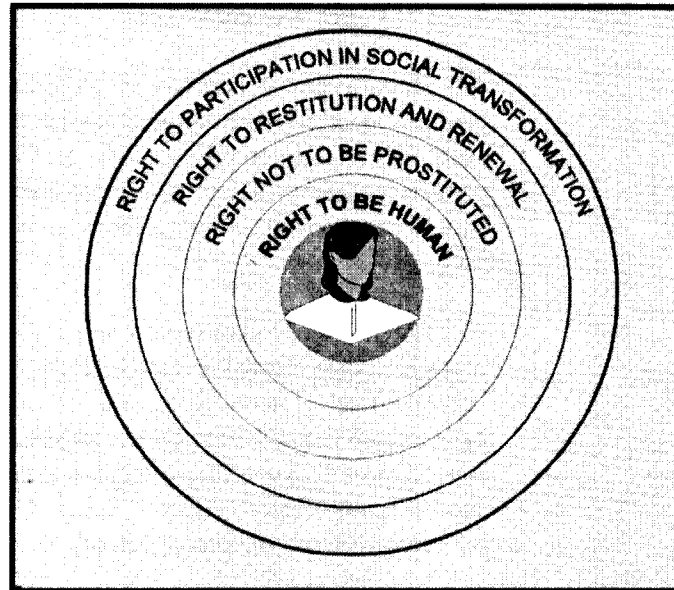 RIGHT TO PARTICIPATION IN SOCIAL TRANSFORMATION
RIGHT TO RESTITUTION AND RENEWAL
RIGHT NOT TO BE PROSTITUTED
RIGHT TO BE HUMAN